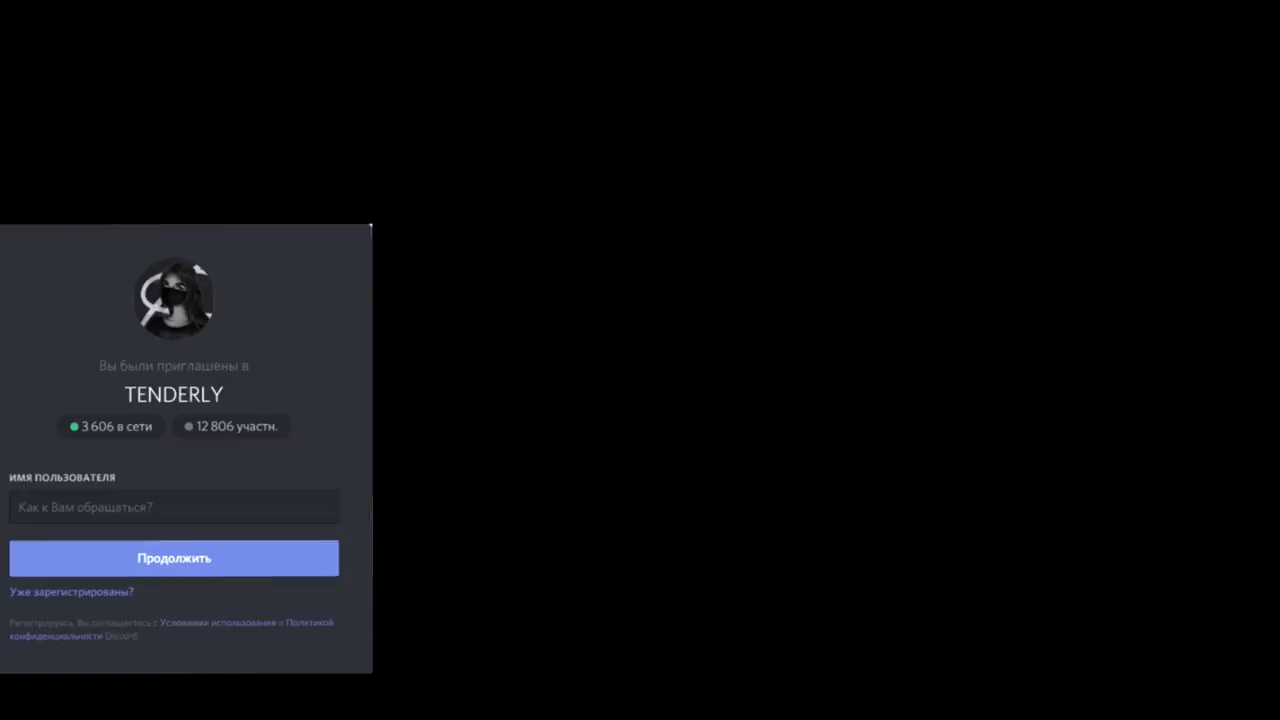 Вы были приглашены в
TENDERLY
3 606 в сети
12 806 участн.
ИМЯ ПОЛЬЗОВАТЕЛЯ
Как к Вам обращаться?
Продолжить
Уже зарегистрированы?
Регистрируясь, Вы соглашаетесь с Условиями использования и Политикой
конфиденциальности Discord.